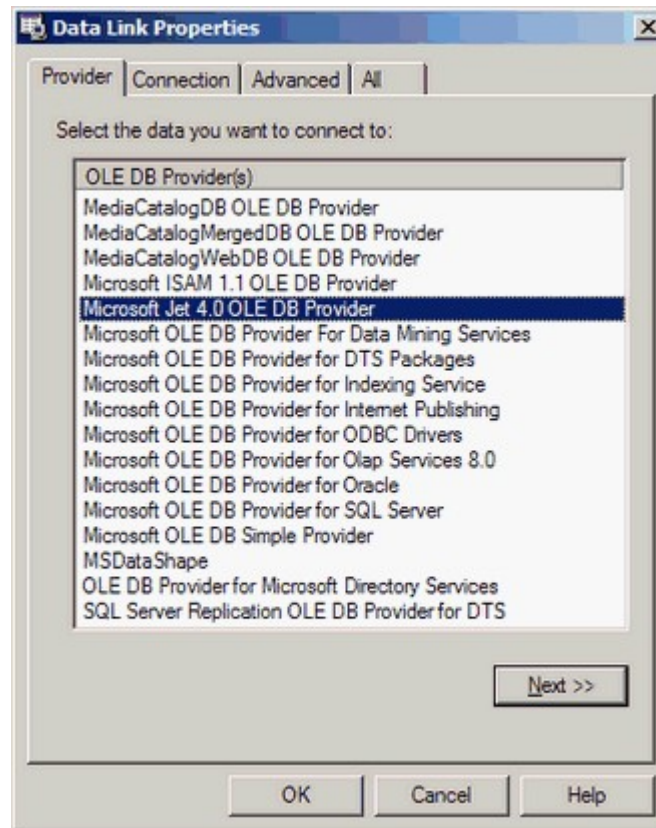 Data Link Properties
Provider Connection Advanced All
Select the data you want to connect to:
OLE DB Provider(s)
MediaCatalogDB OLE DB Provider
MediaCatalogMergedDB OLE DB Provider
MediaCatalogWebDB OLE DB Provider
Microsoft ISAM 1.1 OLE DB Provider
Microsoft Jet 4.0 OLE DB Provider
Microsoft OLE DB Provider For Data Mining Services
Microsoft OLE DB Provider for DTS Packages
Microsoft OLE DB Provider for Indexing Service
Microsoft OLE DB Provider for Internet Publishing
Microsoft OLE DB Provider for ODBC Drivers
Microsoft OLE DB Provider for Olap Services 8.0
Microsoft OLE DB Provider for Oracle
Microsoft OLE DB Provider for SQL Server
Microsoft OLE DB Simple Provider
MSDataShape
OLE DB Provider for Microsoft Directory Services
SQL Server Replication OLE DB Provider for DTS
Next >>
OK Cancel Help